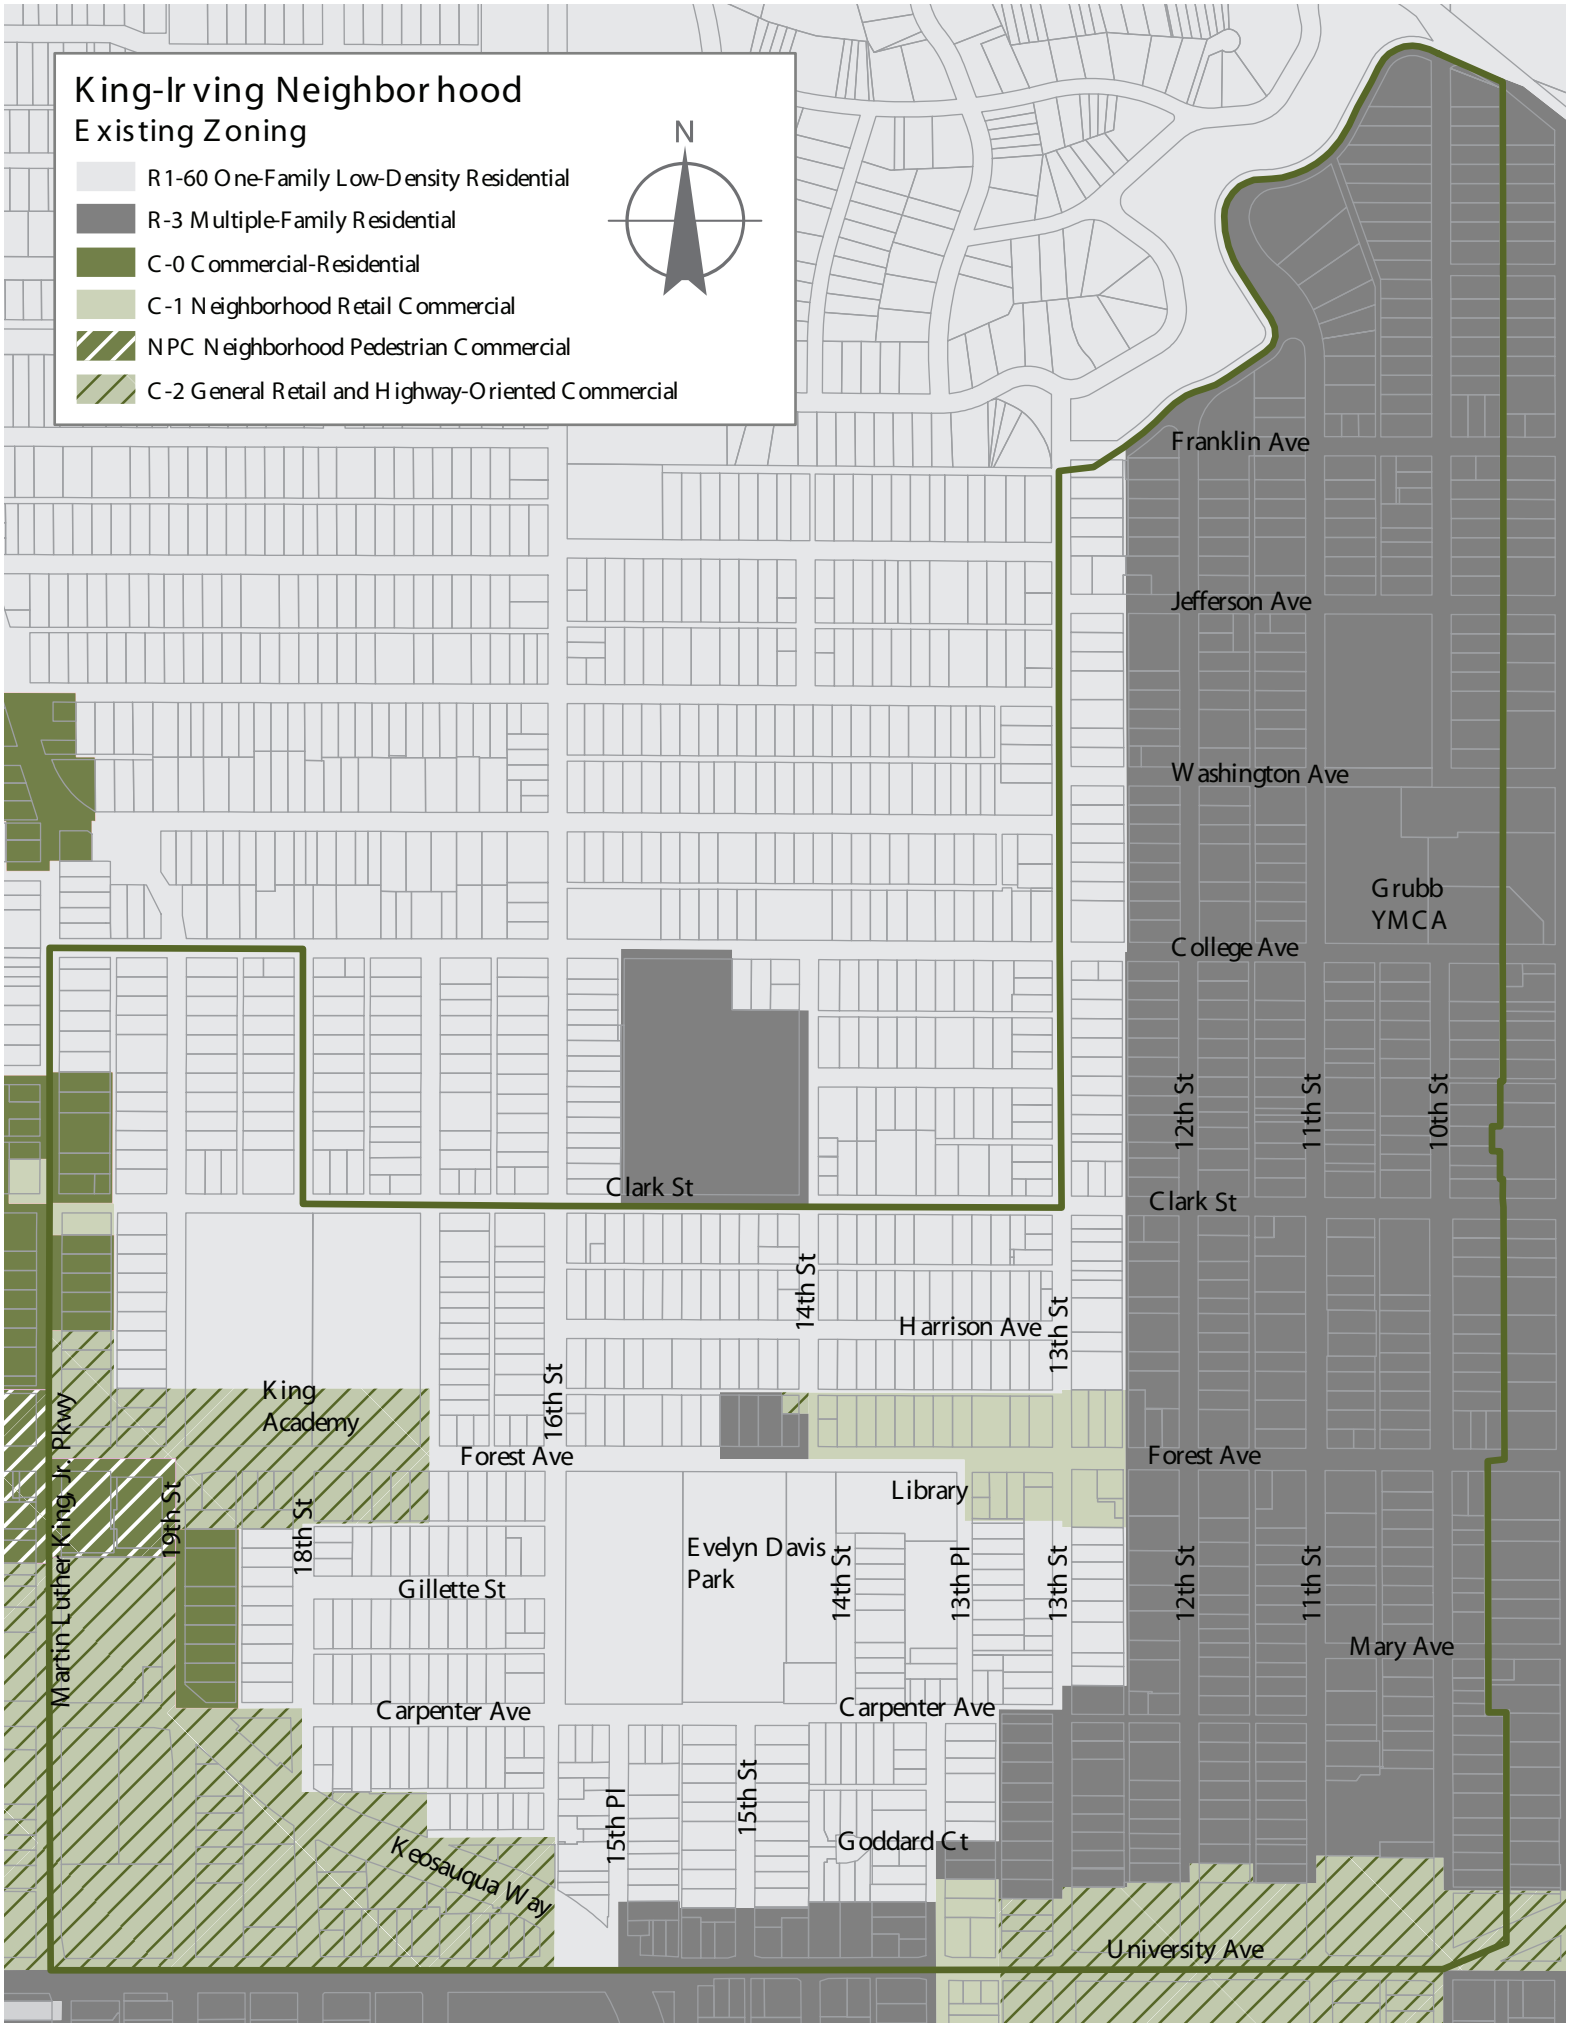 King-Irving Neighborhood
Existing Zoning
N
R1-60 One-Family Low-Density Residential
R-3 Multiple-Family Residential
C-0 Commercial-Residential
C-1 Neighborhood Retail Commercial
NPC Neighborhood Pedestrian Commercial
C-2 General Retail and Highway-Oriented Commercial
Franklin Ave
Jefferson Ave
Washington Ave
Grubb
YMCA
College Ave
12th St
11th St
10th St
Clark St
Clark St
14th St
Harrison Ave
13th St
King
Academy
16th St
Forest Ave
Forest Ave
Martin Luther King, Jr. Pkwy
19th St
18th St
Library
Evelyn Davis
Park
14th St
13th Pl
13th St
12th St
11th St
Gillette St
Mary Ave
Carpenter Ave
Carpenter Ave
15th Pl
15th St
Goddard Ct
Keosauqua Way
University Ave